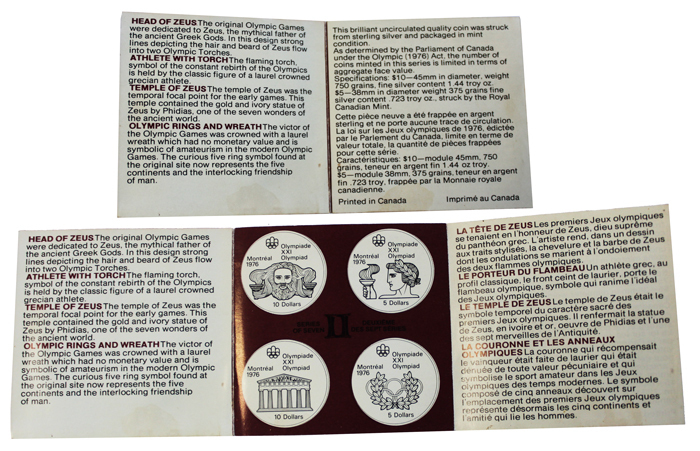 HEAD OF ZEUS The original Olympic Games
were dedicated to Zeus, the mythical father of
the ancient Greek Gods. In this design strong
lines depicting the hair and beard of Zeus flow
into two Olympic Torches.
ATHLETE WITH TORCH The flaming torch,
symbol of the constant rebirth of the Olympics
is held by the classic figure of a laurel crowned
grecian athlete.
TEMPLE OF ZEUS The temple of Zeus was the
temporal focal point for the early games. This
temple contained the gold and ivory statue of
Zeus by Phidias, one of the seven wonders of
the ancient world.
OLYMPIC RINGS AND WREATH The victor of
the Olympic Games was crowned with a laurel
wreath which had no monetary value and is
symbolic of amateurism in the modern Olympic
Games. The curious five ring symbol found at
the original site now represents the five
continents and the interlocking friendship
of man.
This brilliant uncirculated quality coin was struck
from sterling silver and packaged in mint
condition.
As determined by the Parliament of Canada
under the Olympic (1976) Act, the number of
coins minted in this series is limited in terms of
aggregate face value.
Specifications: $10—45mm in diameter, weight
750 grains, fine silver content 1.44 troy oz.
$5—38mm in diameter weight 375 grains fine
silver content .723 troy oz., struck by the Royal
Canadian Mint.
Cette pièce neuve a été frappée en argent
sterling et ne porte aucune trace de circulation.
La loi sur les Jeux olympiques de 1976, édictée
par le Parlement du Canada, limite en terme de
valeur totale, la quantité de pièces frappées
pour cette série.
Caractéristiques: $10—module 45mm, 750
grains, teneur en argent fin 1.44 oz troy.
$5—module 38mm, 375 grains, teneur en argent
fin .723 troy, frappée par la Monnaie royale
canadienne.
Printed in Canada Imprimé au Canada
HEAD OF ZEUS The original Olympic Games
were dedicated to Zeus, the mythical father of
the ancient Greek Gods. In this design strong
lines depicting the hair and beard of Zeus flow
into two Olympic Torches.
ATHLETE WITH TORCH The flaming torch,
symbol of the constant rebirth of the Olympics
is held by the classic figure of a laurel crowned
grecian athlete.
TEMPLE OF ZEUS The temple of Zeus was the
temporal focal point for the early games. This
temple contained the gold and ivory statue of
Zeus by Phidias, one of the seven wonders of
the ancient world.
OLYMPIC RINGS AND WREATH The victor of
the Olympic Games was crowned with a laurel
wreath which had no monetary value and is
symbolic of amateurism in the modern Olympic
Games. The curious five ring symbol found at
the original site now represents the five
continents and the interlocking friendship
of man.
Olympiade
XXI
Olympiad
Montréal
1976
10 Dollars
Olympiade
XXI
Olympiad
Montréal
1976
5 Dollars
II
Olympiade
XXI
Olympiad
Montréal
1976
10 Dollars
Olympiade
XXI
Olympiad
Montréal
1976
5 Dollars
LA TÊTE DE ZEUS Les premiers Jeux olympiques
se tenaient en l'honneur de Zeus, dieu suprême
du panthéon grec. L'artiste rend, dans un dessin
aux traits stylisés, la chevelure et la barbe de Zeus
dont les ondulations se marient à l'ondoiement
des deux flammes olympiques.
LE PORTEUR DU FLAMBEAU Un athlète grec, au
profil classique, le front ceint de laurier, porte le
flambeau olympique, symbole qui ranime l'idéal
des Jeux olympiques.
LE TEMPLE DE ZEUS Le temple de Zeus était le
symbole temporel du caractère sacré des
premiers Jeux olympiques. Il renfermait la statue
de Zeus, en ivoire et or, oeuvre de Phidias et l'une
des sept merveilles de l'Antiquité.
LA COURONNE ET LES ANNEAUX
OLYMPIQUES La couronne qui récompensait
le vainqueur était faite de laurier qui était
dénuée de toute valeur pécuniaire et qui
symbolise le sport amateur dans les Jeux
olympiques des temps modernes. Le symbole
composé de cinq anneaux découvert sur
l'emplacement des premiers Jeux olympiques
représente désormais les cinq continents et
l'amitié qui lie les hommes.